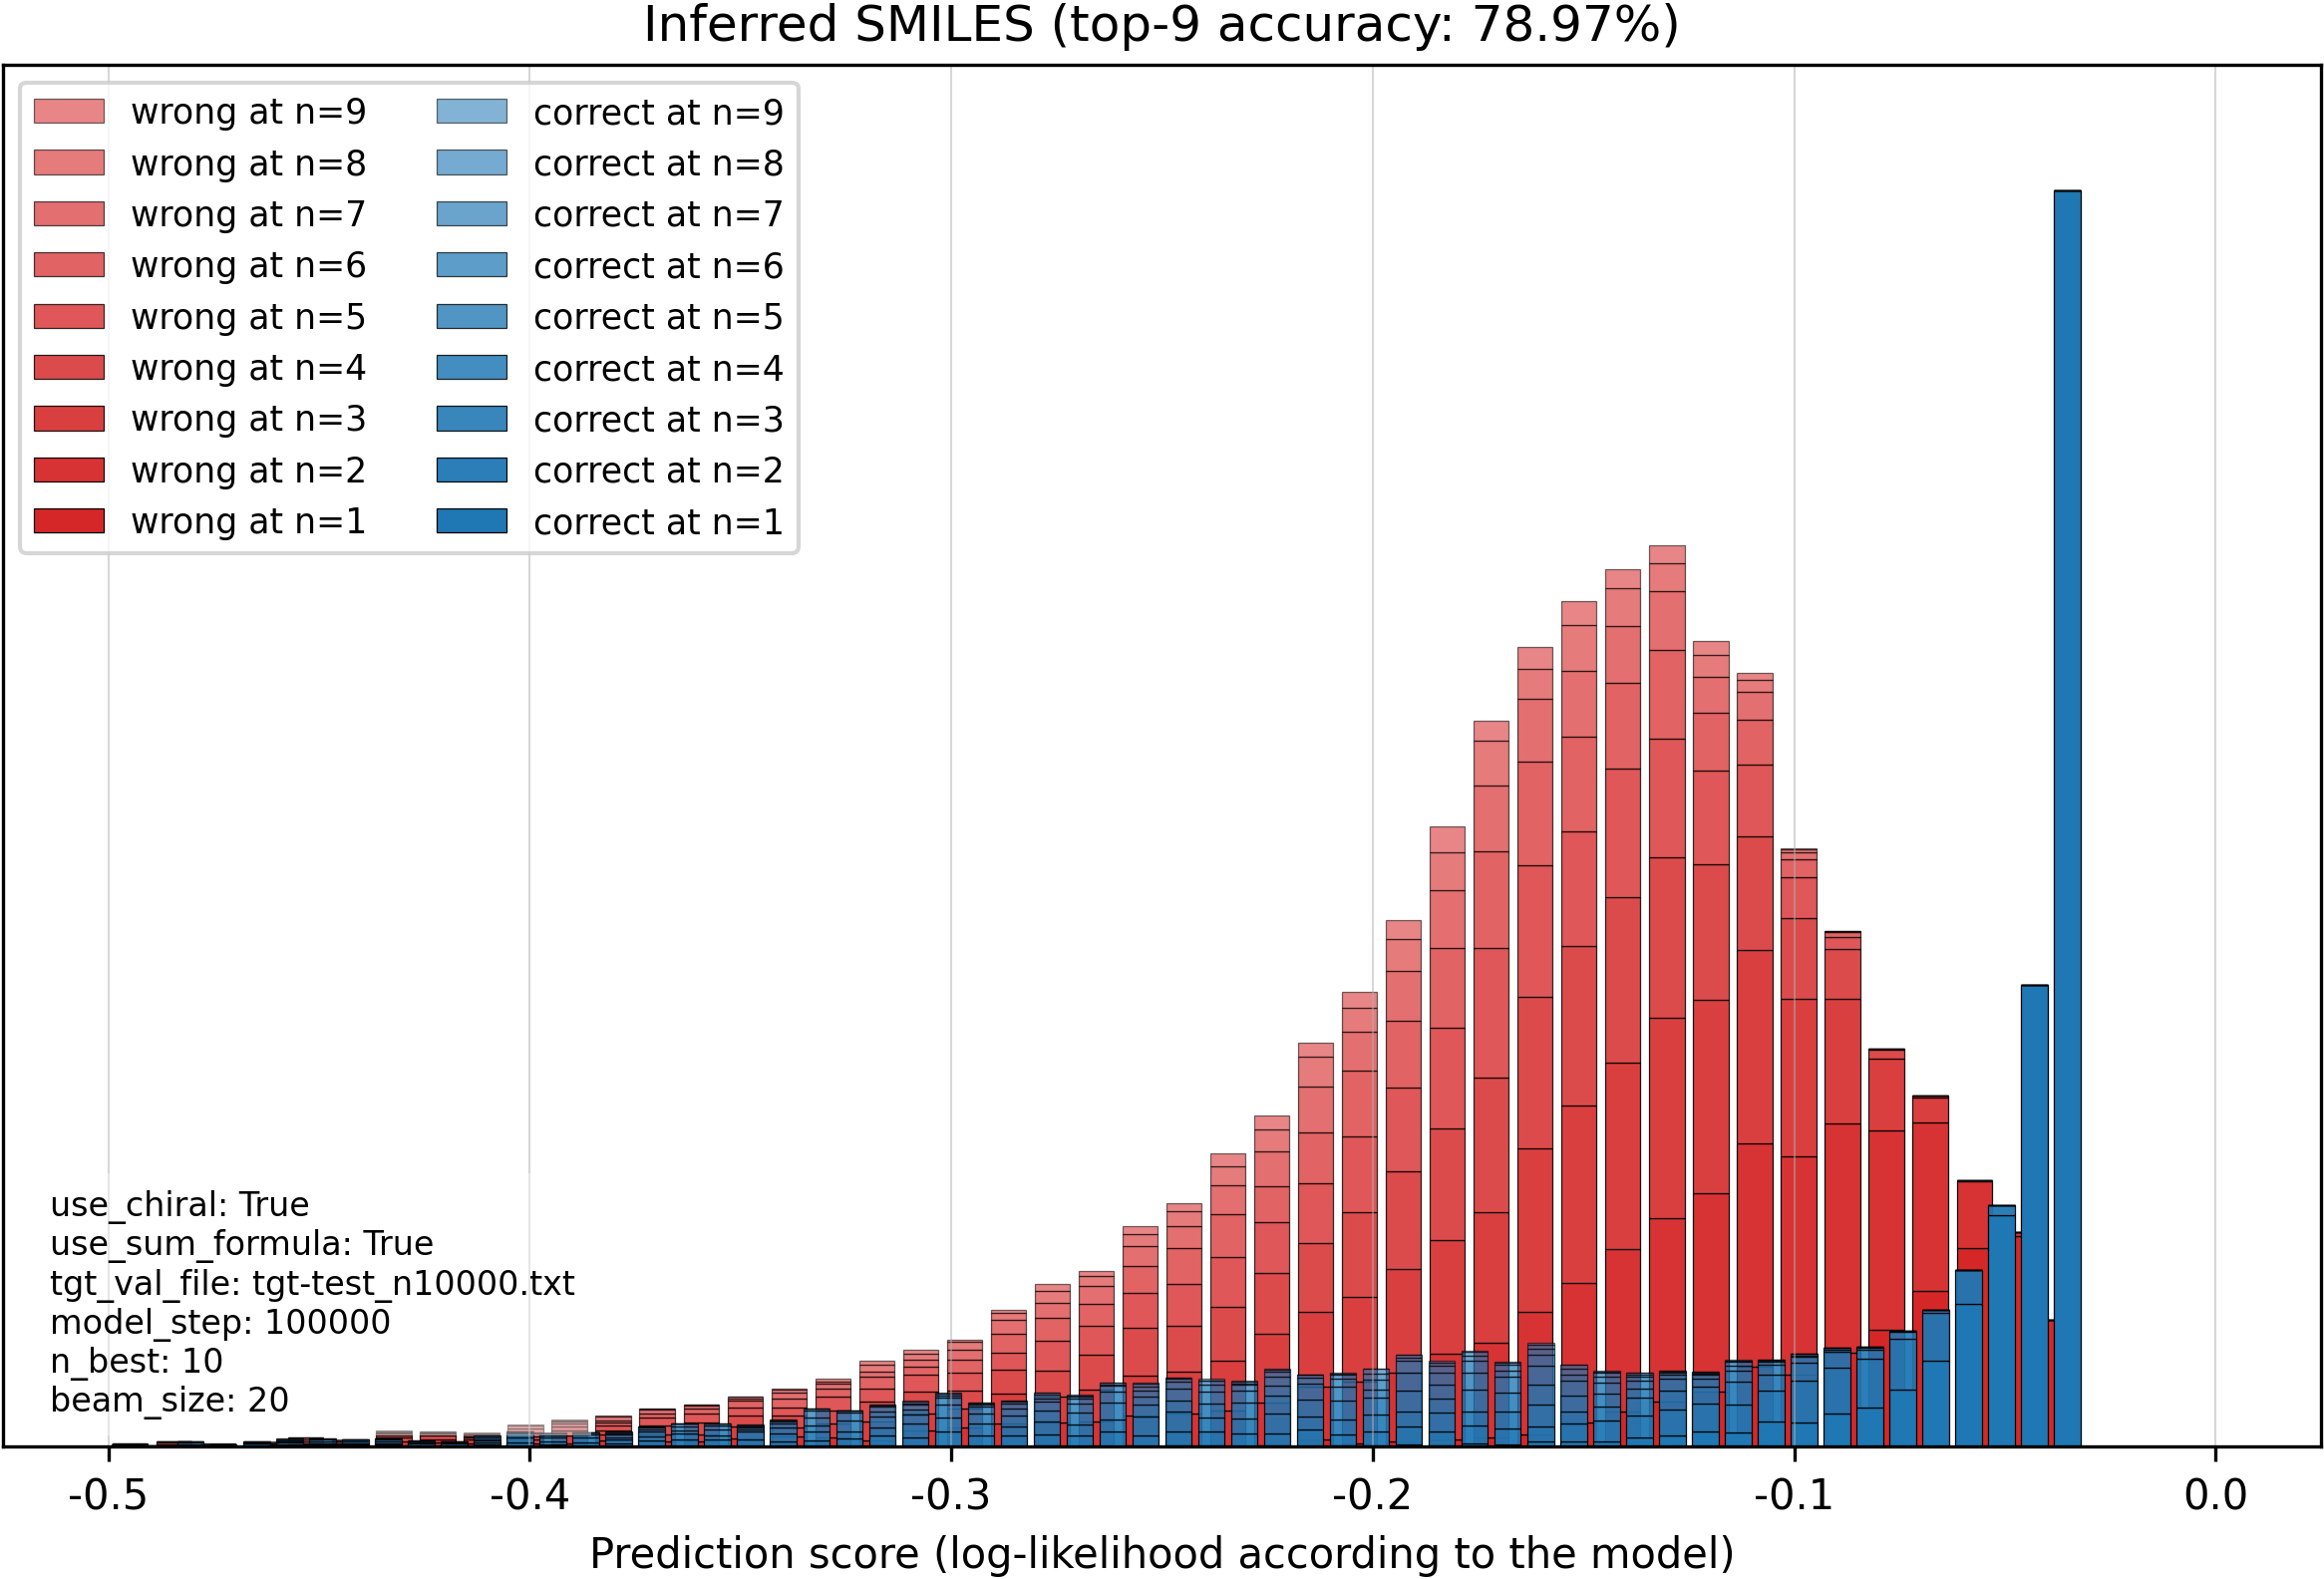 Inferred SMILES (top-9 accuracy: 78.97%)
wrong at n=9
wrong at n=8
wrong at n=7
wrong at n=6
wrong at n=5
wrong at n=4
wrong at n=3
wrong at n=2
wrong at n=1
correct at n=9
correct at n=8
correct at n=7
correct at n=6
correct at n=5
correct at n=4
correct at n=3
correct at n=2
correct at n=1
use_chiral: True
use_sum_formula: True
tgt_val_file: tgt-test_n10000.txt
model_step: 100000
n_best: 10
beam_size: 20
-0.5 -0.4 -0.3 -0.2 -0.1 0.0
Prediction score (log-likelihood according to the model)